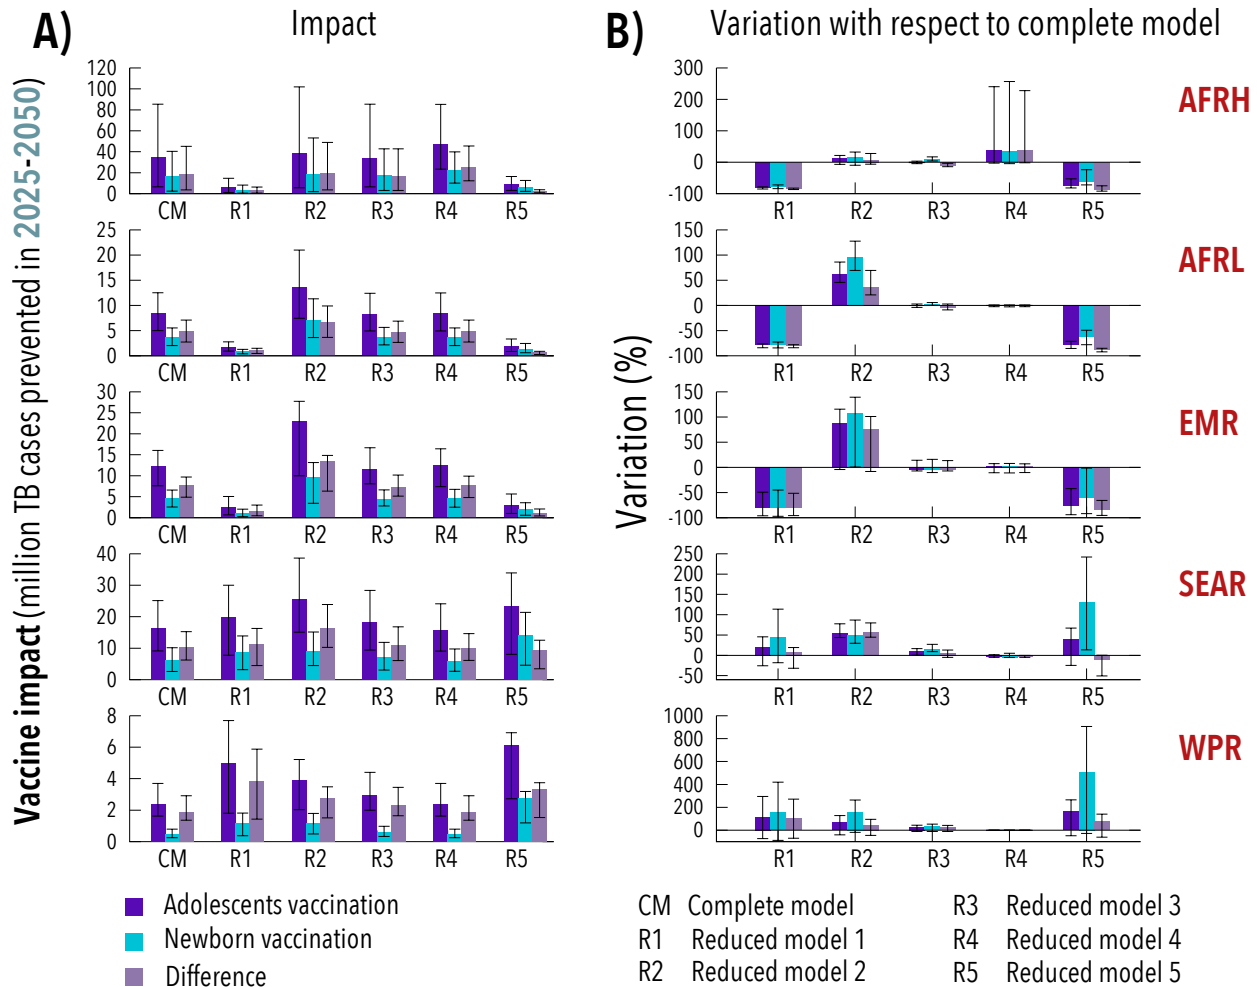 A)
Impact
B)
Variation with respect to complete model
Vaccine impact (million TB cases prevented in 2025-2050)
120
100
80
60
40
20
0
CM R1 R2 R3 R4 R5
25
20
15
10
5
0
CM R1 R2 R3 R4 R5
30
25
20
15
10
5
0
CM R1 R2 R3 R4 R5
40
30
20
10
0
CM R1 R2 R3 R4 R5
8
6
4
2
0
CM R1 R2 R3 R4 R5
Variation (%)
300
200
100
0
-100
R1 R2 R3 R4 R5
AFRH
150
100
50
0
-50
-100
R1 R2 R3 R4 R5
AFRL
150
100
50
0
-50
-100
R1 R2 R3 R4 R5
EMR
250
200
150
100
50
0
-50
R1 R2 R3 R4 R5
SEAR
1000
800
600
400
200
0
R1 R2 R3 R4 R5
WPR
Adolescents vaccination
Newborn vaccination
Difference
CM Complete model
R1 Reduced model 1
R2 Reduced model 2
R3 Reduced model 3
R4 Reduced model 4
R5 Reduced model 5